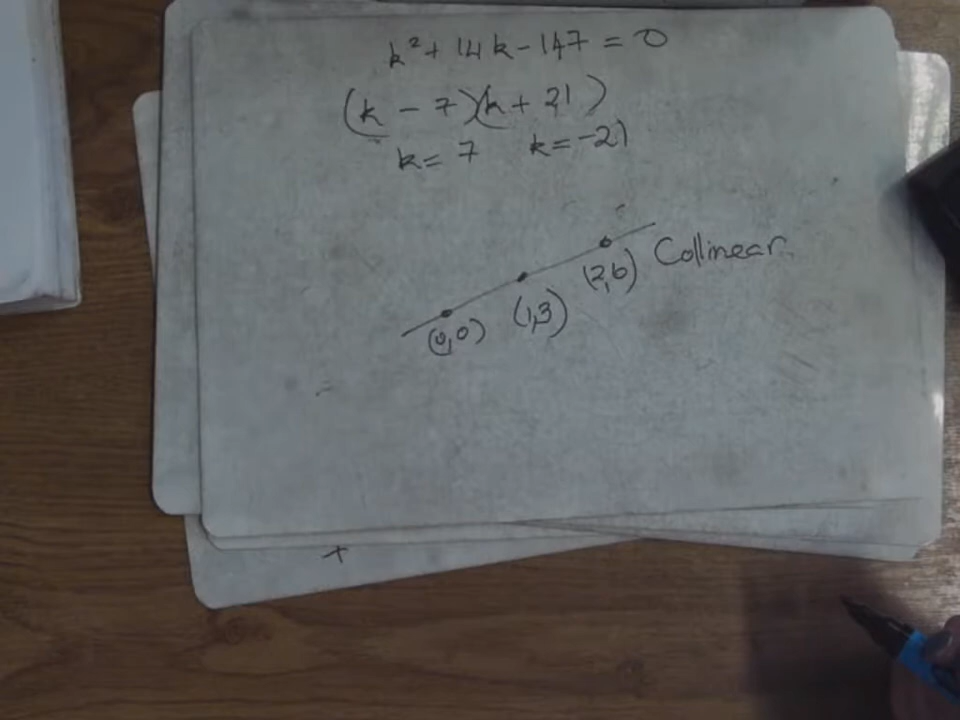 k² + 14k - 147 = 0
(k - 7)(k + 21)
k = 7 k = -21
(0,0) (1,3) (2,6) Collinear
+